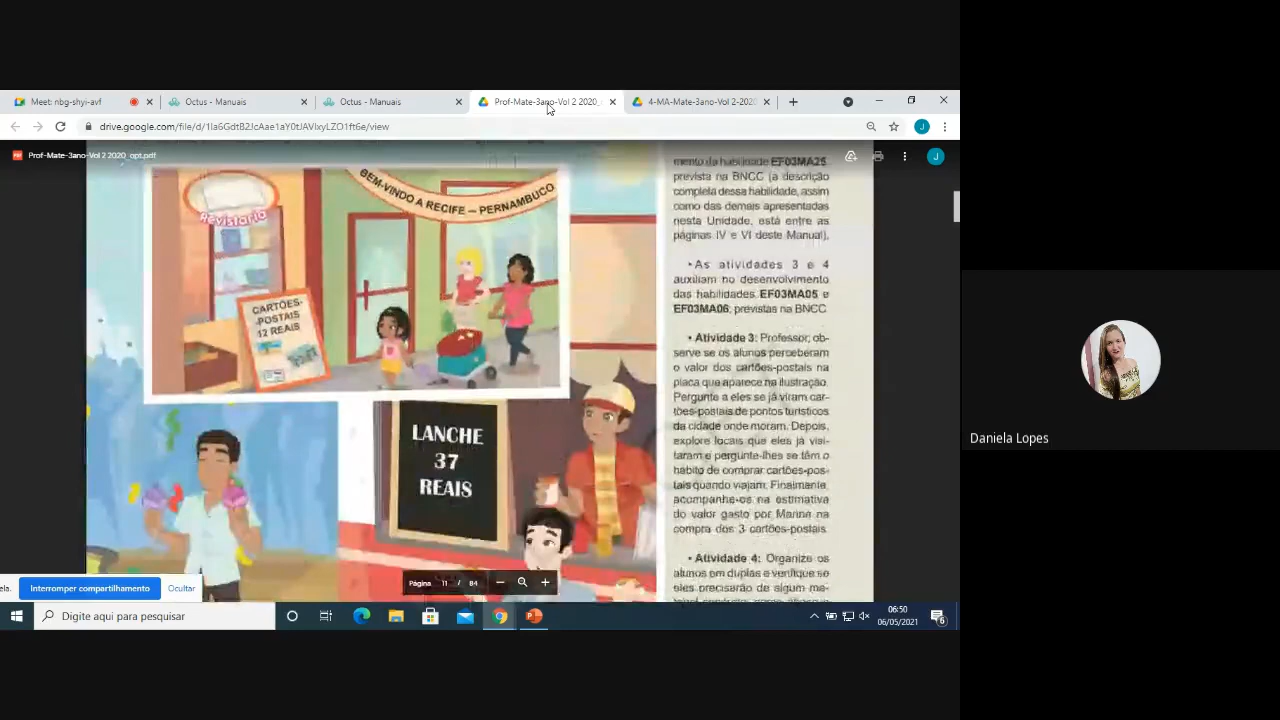 Meet: nbg-shyi-avf
Octus - Manuais
Octus - Manuais
Prof-Mate-3ano-Vol 2 2020_
4-MA-Mate-3ano-Vol 2-2020
drive.google.com/file/d/1Ia6GdtB2JcAae1aY0tJAVlxyLZO1ft6e/view
J
Prof-Mate-3ano-Vol 2 2020_opt.pdf
J
BEM-VINDO A RECIFE – PERNAMBUCO
Revistaria
CARTÕES-
-POSTAIS
12 REAIS
LANCHE
37
REAIS
mento da habilidade EF03MA25
prevista na BNCC (a descrição
completa dessa habilidade, assim
como das demais apresentadas
nesta Unidade, está entre as
páginas IV e VI deste Manual).
• As atividades 3 e 4
auxiliam no desenvolvimento
das habilidades EF03MA05 e
EF03MA06, previstas na BNCC
• Atividade 3: Professor, ob-
serve se os alunos perceberam
o valor dos cartões-postais na
placa que aparece na ilustração.
Pergunte a eles se já viram car-
tões-postais de pontos turísticos
da cidade onde moram. Depois,
explore locais que eles já visi-
taram e pergunte-lhes se têm o
hábito de comprar cartões-pos-
tais quando viajam. Finalmente,
acompanhe-os na estimativa
do valor gasto por Marina na
compra dos 3 cartões-postais.
• Atividade 4: Organize os
alunos em duplas e verifique se
eles precisarão de algum ma-
Página 11 / 84
ela.
Interromper compartilhamento
Ocultar
Digite aqui para pesquisar
06:50
06/05/2021
6
Daniela Lopes